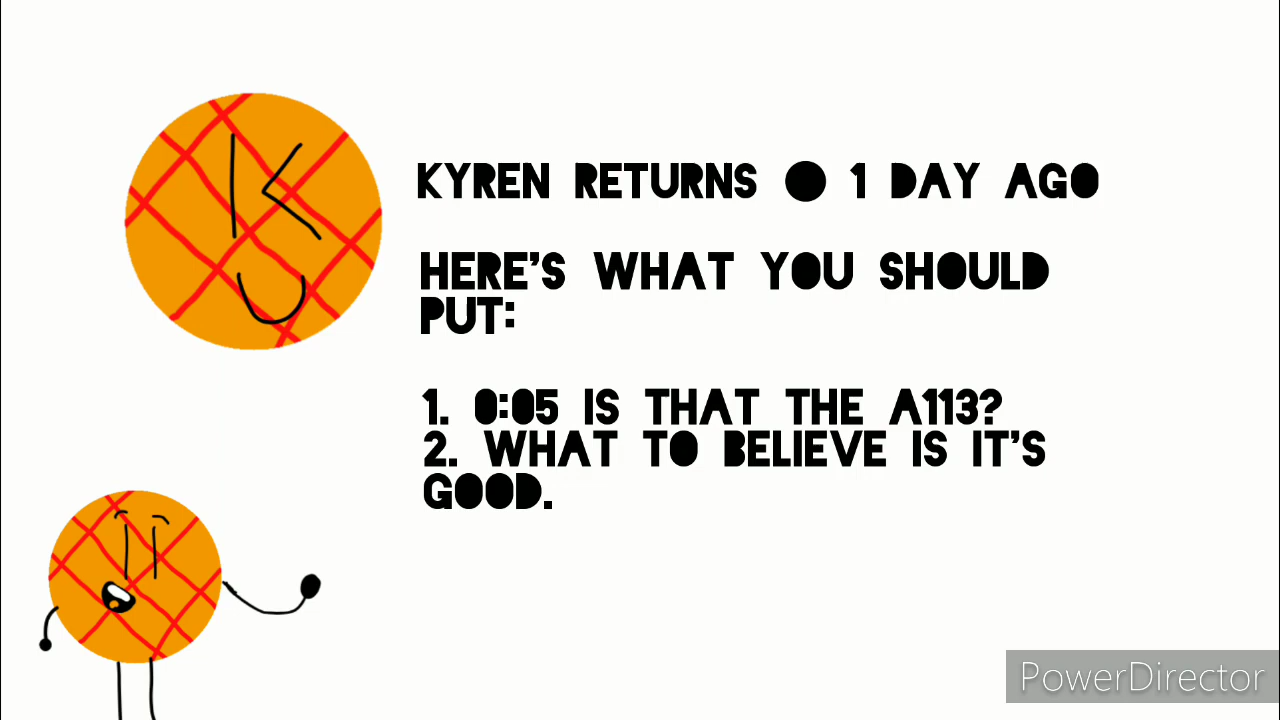 KYREN RETURNS ● 1 DAY AGO
HERE'S WHAT YOU SHOULD
PUT:
1. 0:05 IS THAT THE A113?
2. WHAT TO BELIEVE IS IT'S
GOOD.
PowerDirector